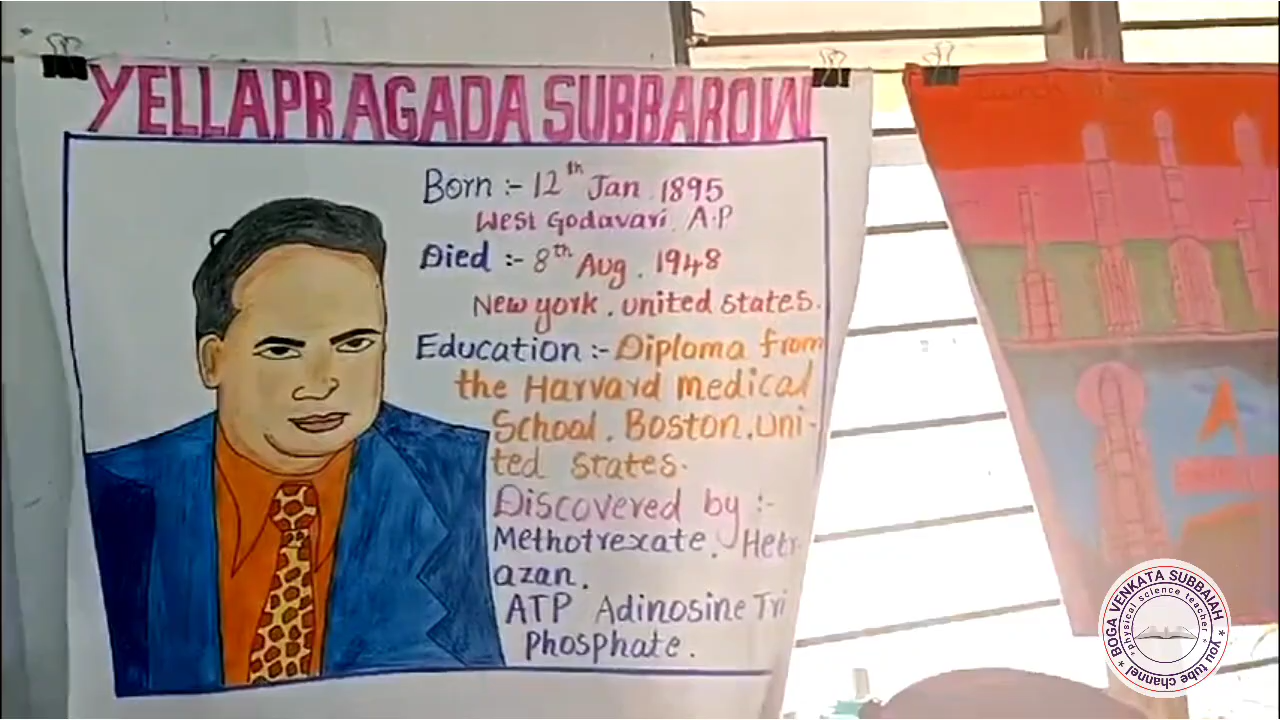 YELLAPRAGADA SUBBAROW
Born :- 12th Jan. 1895
West Godavari. A.P
Died :- 8th Aug. 1948
New york. united states.
Education :- Diploma from
the Harvard medical
School. Boston. uni-
ted states.
Discovered by :-
Methotrexate. Hetr-
azan.
ATP Adinosine Tri
Phosphate.
* BOGA VENKATA SUBBAIAH * you tube channel
Physical Science teacher